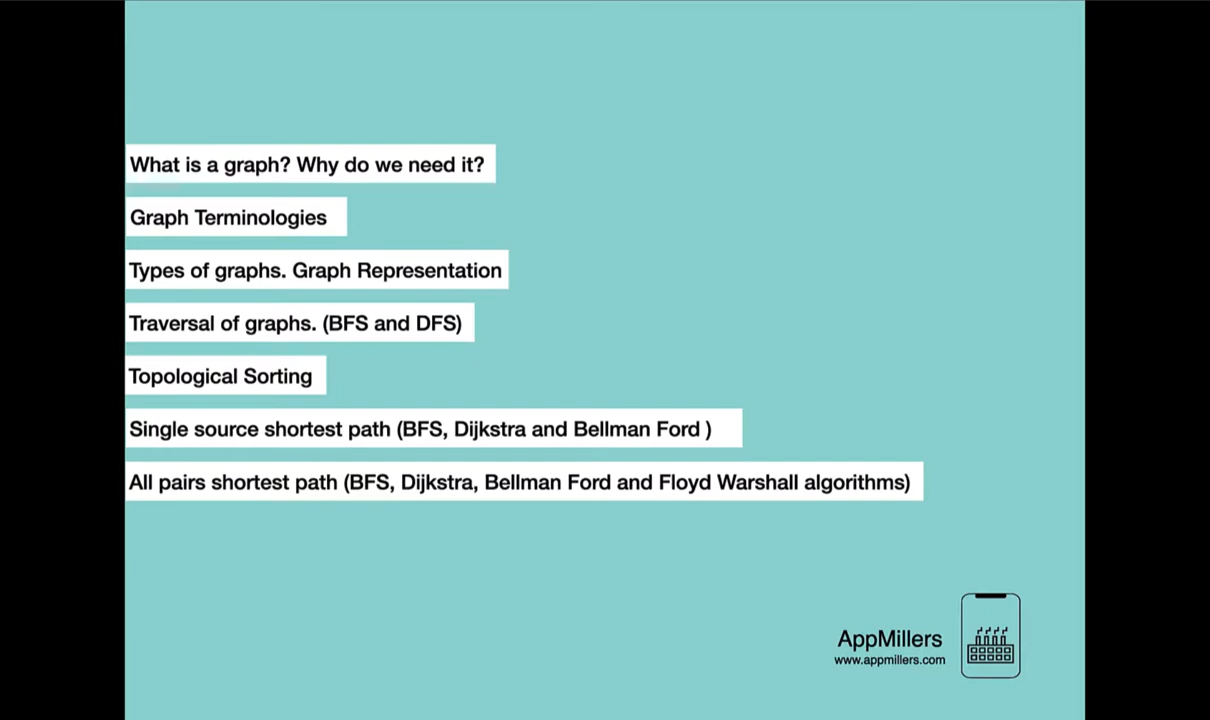 What is a graph? Why do we need it?
Graph Terminologies
Types of graphs. Graph Representation
Traversal of graphs. (BFS and DFS)
Topological Sorting
Single source shortest path (BFS, Dijkstra and Bellman Ford )
All pairs shortest path (BFS, Dijkstra, Bellman Ford and Floyd Warshall algorithms)
AppMillers
www.appmillers.com